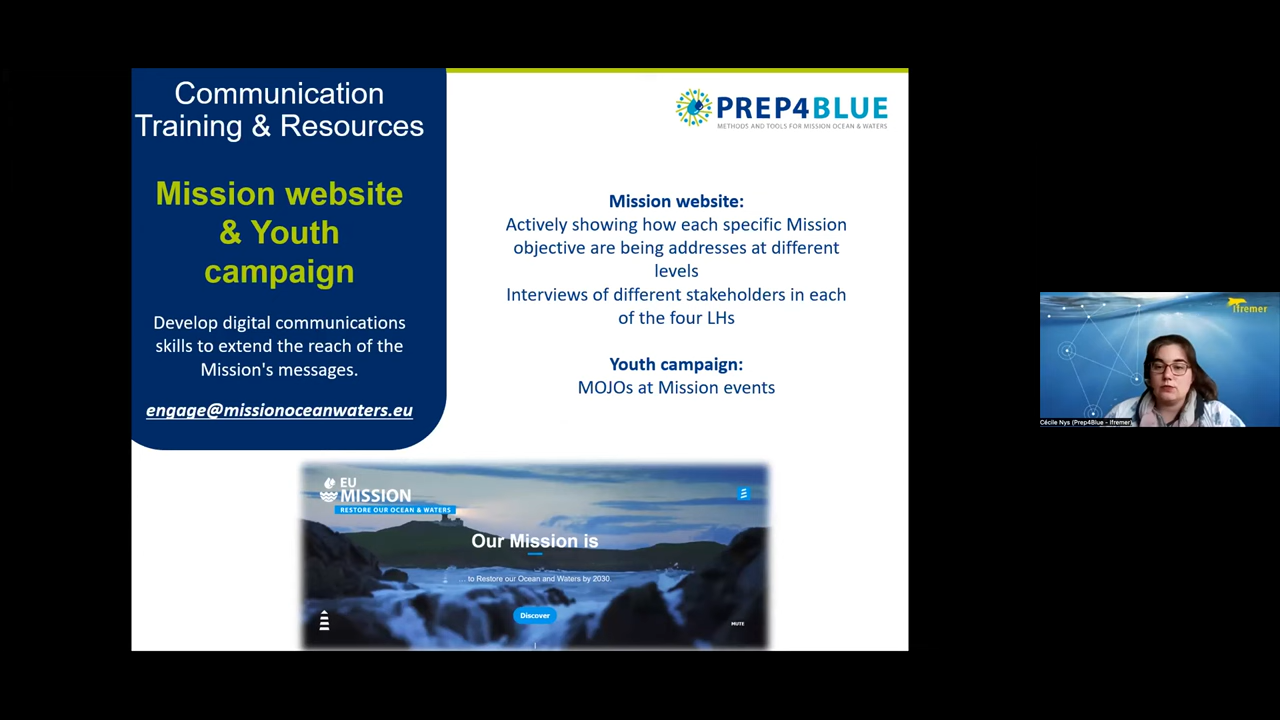 Communication
Training & Resources
Mission website
& Youth
campaign
Develop digital communications
skills to extend the reach of the
Mission's messages.
engage@missionoceanwaters.eu
PREP4BLUE
METHODS AND TOOLS FOR MISSION OCEAN & WATERS
Mission website:
Actively showing how each specific Mission
objective are being addresses at different
levels
Interviews of different stakeholders in each
of the four LHs
Youth campaign:
MOJOs at Mission events
EU
MISSION
RESTORE OUR OCEAN & WATERS
Our Mission is
... to Restore our Ocean and Waters by 2030.
Discover
MUTE
ifremer
Cécile Nys (Prep4Blue - Ifremer)